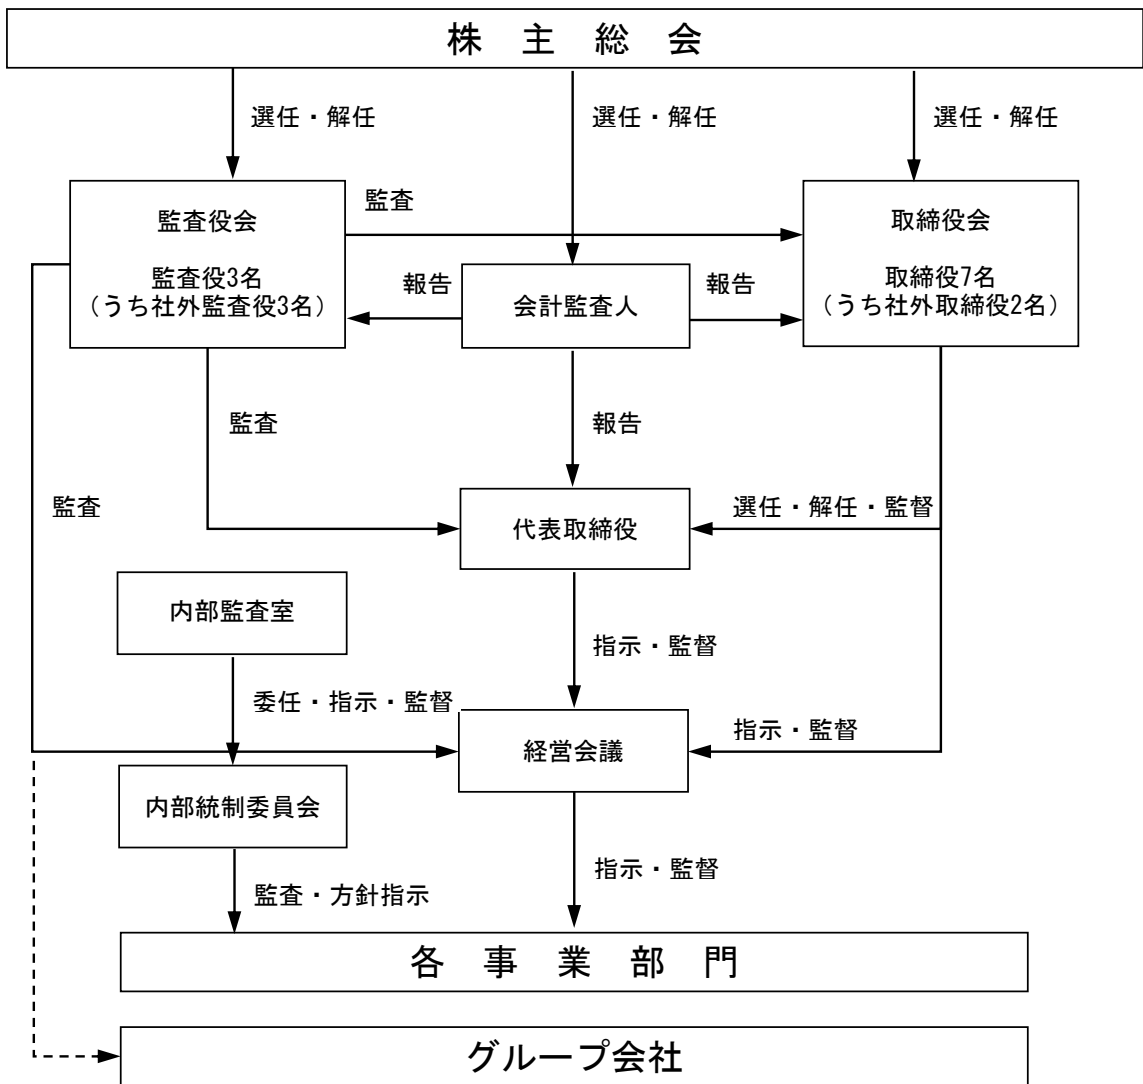 株 主 総 会
選任・解任
選任・解任
選任・解任
監査役会
監査役3名
(うち社外監査役3名)
監査
取締役会
取締役7名
(うち社外取締役2名)
報告
会計監査人
報告
監査
報告
監査
代表取締役
選任・解任・監督
内部監査室
指示・監督
委任・指示・監督
経営会議
指示・監督
内部統制委員会
指示・監督
監査・方針指示
各 事 業 部 門
グループ会社